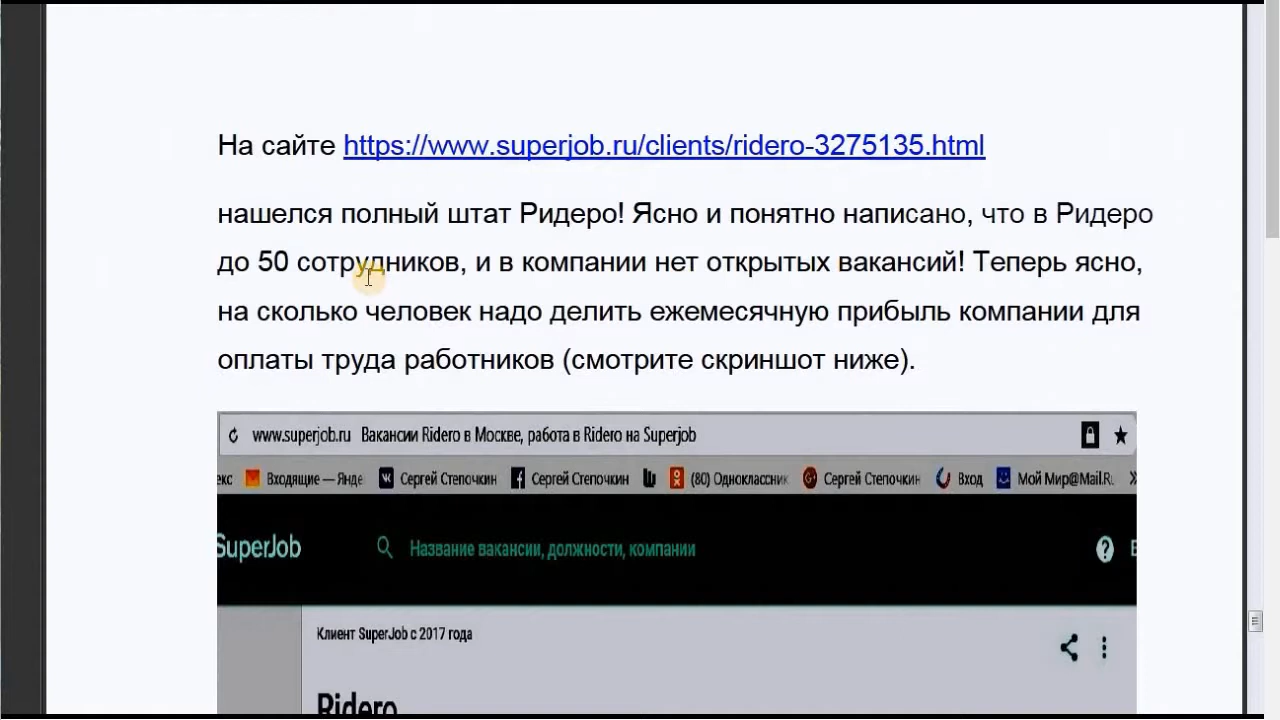 На сайте https://www.superjob.ru/clients/ridero-3275135.html
нашелся полный штат Ридеро! Ясно и понятно написано, что в Ридеро
до 50 сотрудников, и в компании нет открытых вакансий! Теперь ясно,
на сколько человек надо делить ежемесячную прибыль компании для
оплаты труда работников (смотрите скриншот ниже).
www.superjob.ru Вакансии Ridero в Москве, работа в Ridero на Superjob
екс Входящие — Янде Сергей Степочкин Сергей Степочкин (80) Одноклассник Сергей Степочкин Вход Мой Мир@Mail.Ru
SuperJob Название вакансии, должности, компании
Клиент SuperJob с 2017 года
Ridero